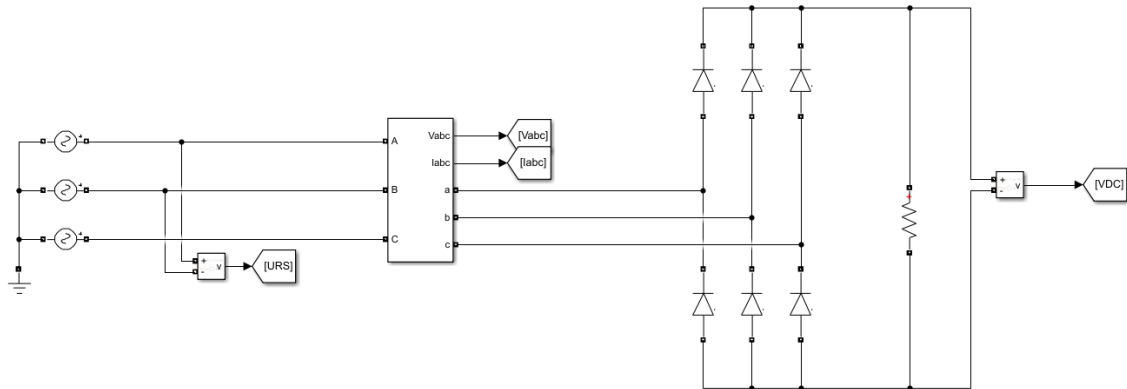 A
B
C
Vabc
Iabc
a
b
c
[Vabc]
[Iabc]
+
-
v
[URS]
+
-
v
[VDC]